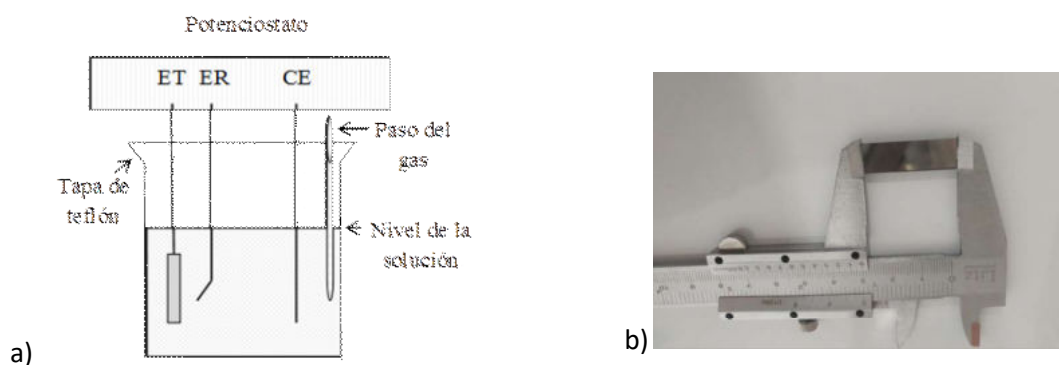 Potenciostato
ET ER CE
Paso del
gas
Tapa de
teflón
Nivel de la
solución
a)
b)